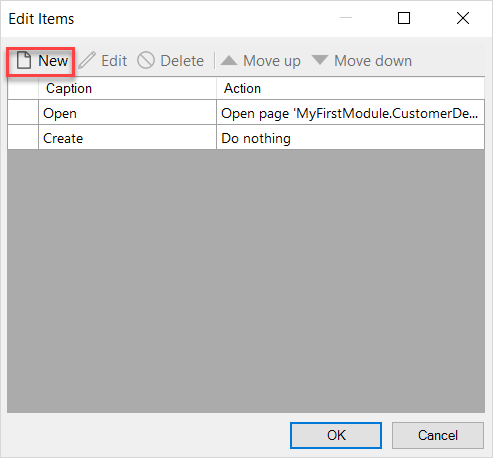 Edit Items
New Edit Delete Move up Move down
Caption Action
Open Open page 'MyFirstModule.CustomerDe...
Create Do nothing
OK Cancel